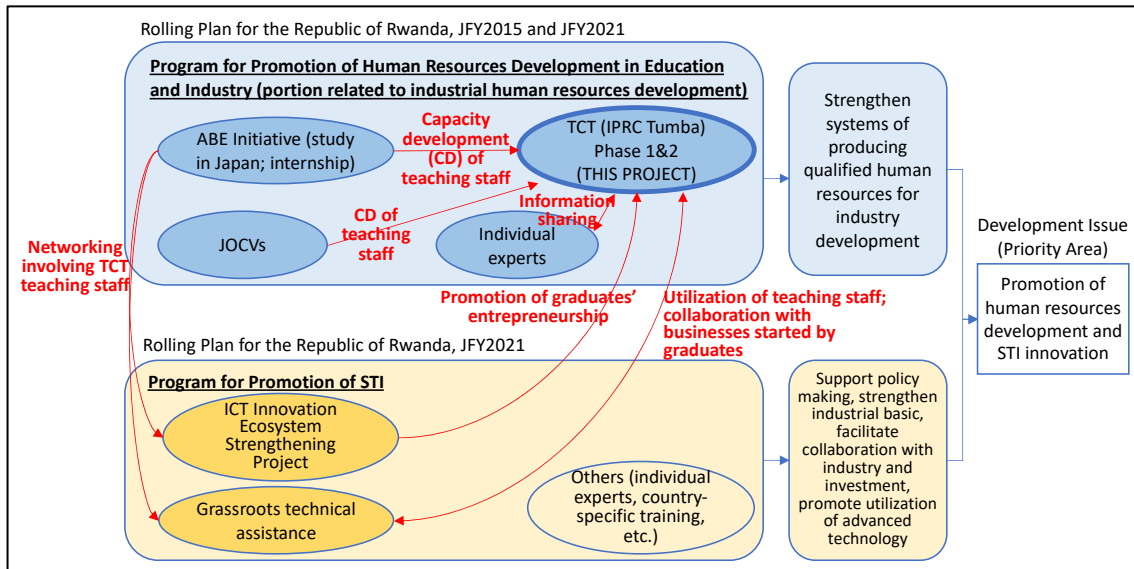 Rolling Plan for the Republic of Rwanda, JFY2015 and JFY2021
Program for Promotion of Human Resources Development in Education
and Industry (portion related to industrial human resources development)
ABE Initiative (study
in Japan; internship)
Capacity
development
(CD) of
teaching staff
TCT (IPRC Tumba)
Phase 1&2
(THIS PROJECT)
JOCVs
CD of
teaching
staff
Information
sharing
Individual
experts
Networking
involving TCT
teaching staff
Promotion of graduates’
entrepreneurship
Utilization of teaching staff;
collaboration with
businesses started by
graduates
Strengthen
systems of
producing
qualified human
resources for
industry
development
Development Issue
(Priority Area)
Promotion of
human resources
development and
STI innovation
Rolling Plan for the Republic of Rwanda, JFY2021
Program for Promotion of STI
ICT Innovation
Ecosystem
Strengthening
Project
Grassroots technical
assistance
Others (individual
experts, country-
specific training,
etc.)
Support policy
making, strengthen
industrial basic,
facilitate
collaboration with
industry and
investment,
promote utilization
of advanced
technology